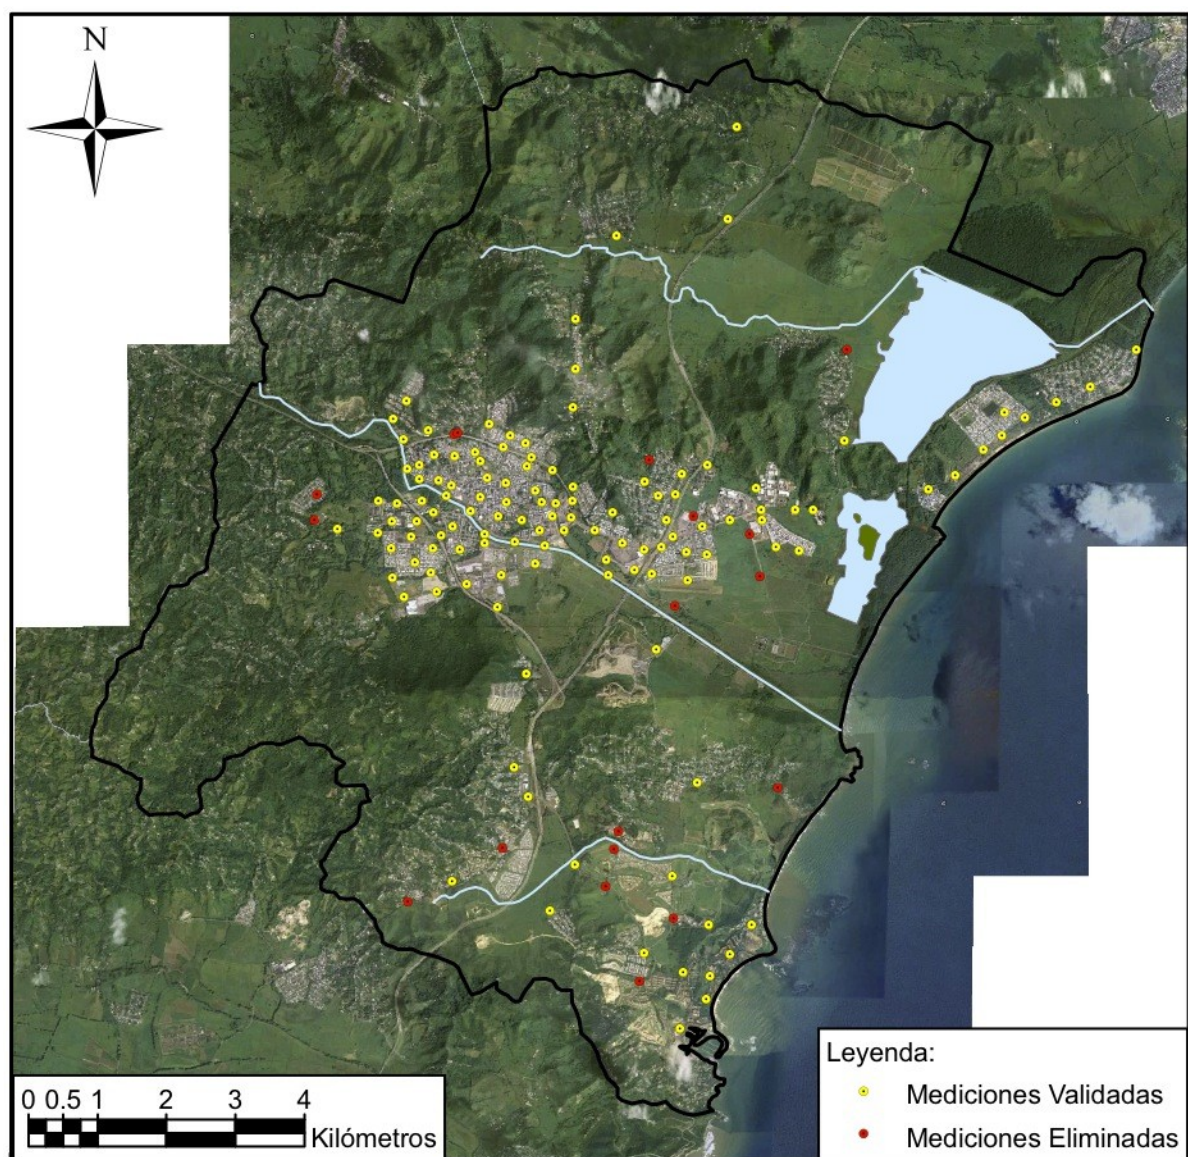 N
Leyenda:
Mediciones Validadas
Mediciones Eliminadas
0 0.5 1 2 3 4
Kilómetros